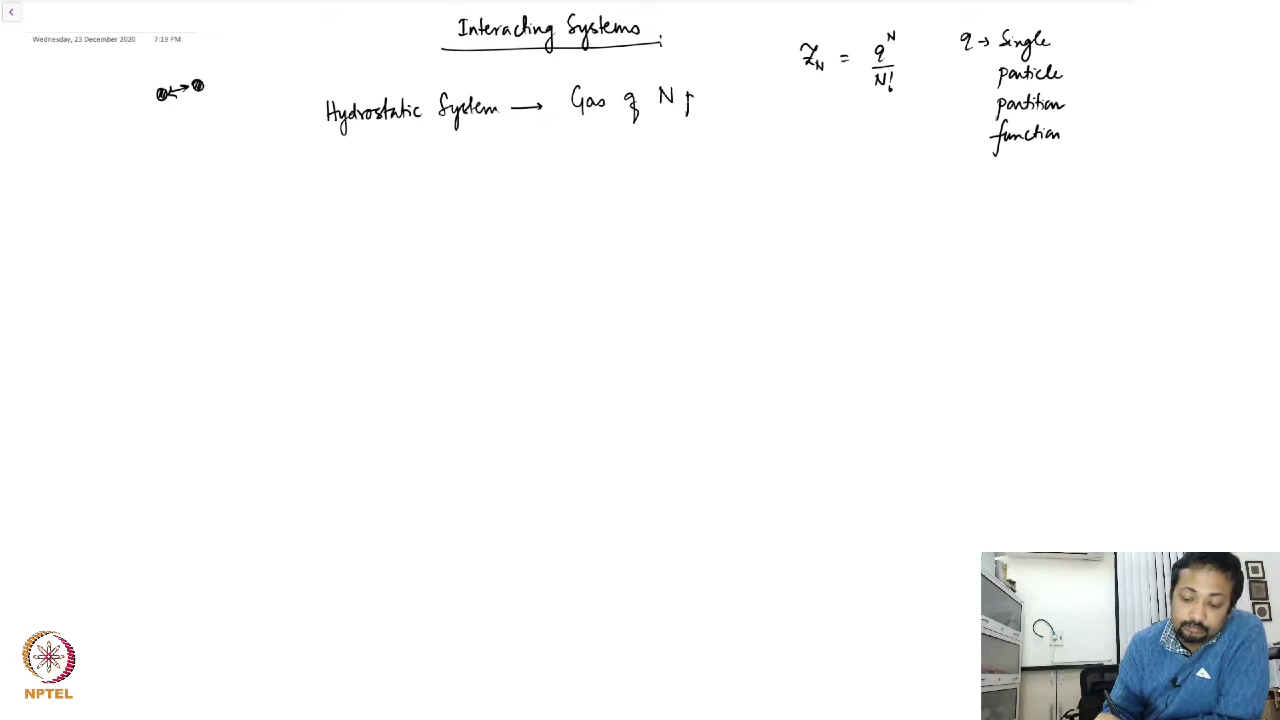 Interacting Systems
Wednesday, 23 December 2020 7:19 PM
Z_N = q^N / N!
q → Single
particle
partition
function
Hydrostatic System → Gas of N
NPTEL